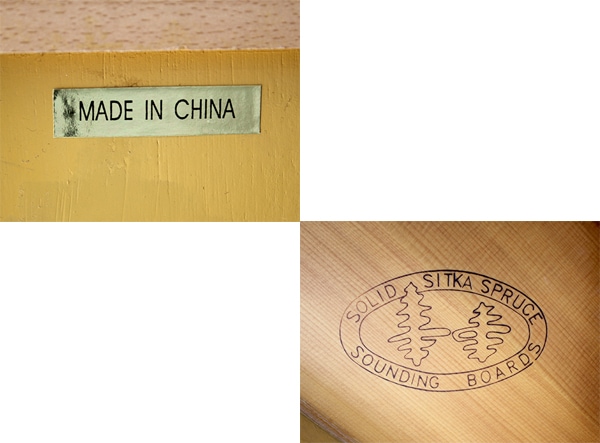 MADE IN CHINA
SOLID SITKA SPRUCE
SOUNDING BOARDS